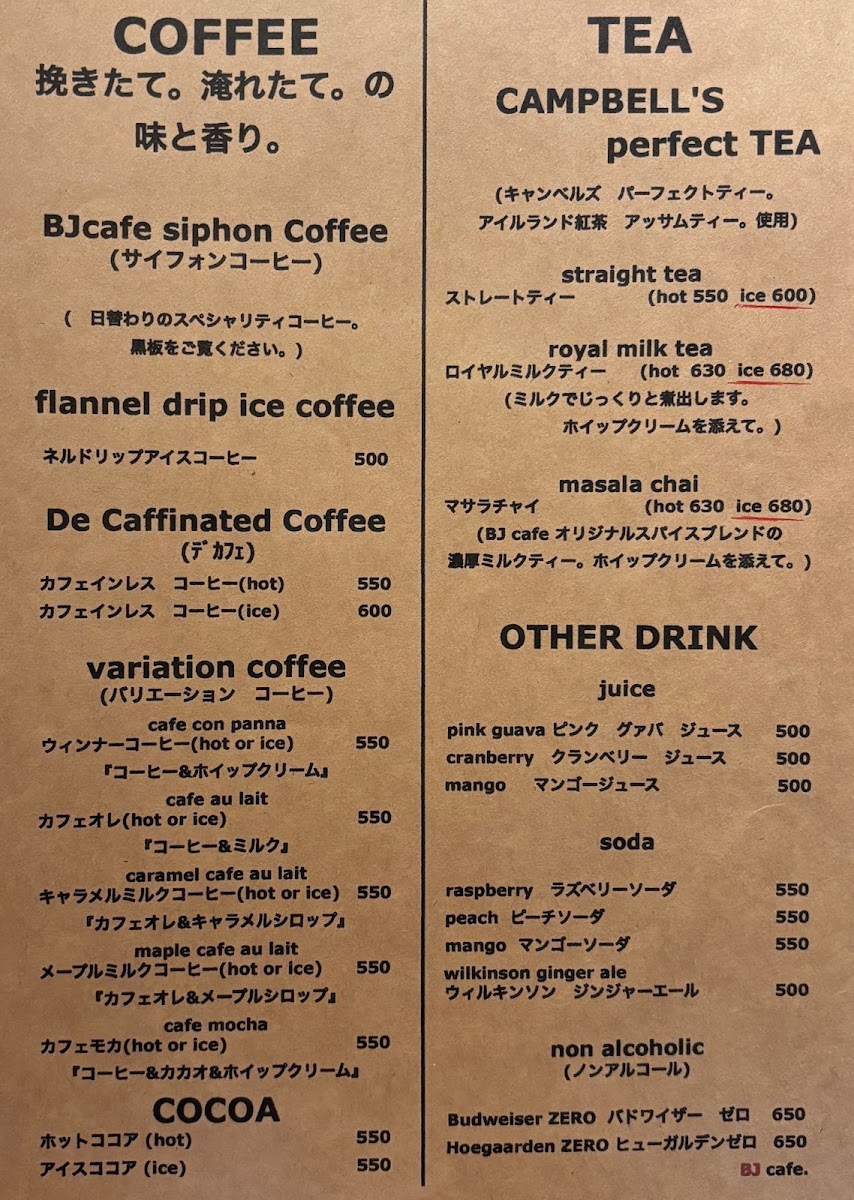 COFFEE
挽きたて。淹れたて。の
味と香り。
BJcafe siphon Coffee
(サイフォンコーヒー)
( 日替わりのスペシャリティコーヒー。
黒板をご覧ください。)
flannel drip ice coffee
ネルドリップアイスコーヒー 500
De Caffinated Coffee
(ﾃﾞｶﾌｪ)
カフェインレス コーヒー(hot) 550
カフェインレス コーヒー(ice) 600
variation coffee
(バリエーション コーヒー)
cafe con panna
ウィンナーコーヒー(hot or ice) 550
『コーヒー&ホイップクリーム』
cafe au lait
カフェオレ(hot or ice) 550
『コーヒー&ミルク』
caramel cafe au lait
キャラメルミルクコーヒー(hot or ice) 550
『カフェオレ&キャラメルシロップ』
maple cafe au lait
メープルミルクコーヒー(hot or ice) 550
『カフェオレ&メープルシロップ』
cafe mocha
カフェモカ(hot or ice) 550
『コーヒー&カカオ&ホイップクリーム』
COCOA
ホットココア (hot) 550
アイスココア (ice) 550
TEA
CAMPBELL'S
perfect TEA
(キャンベルズ パーフェクトティー。
アイルランド紅茶 アッサムティー。使用)
straight tea
ストレートティー (hot 550 ice 600)
royal milk tea
ロイヤルミルクティー (hot 630 ice 680)
(ミルクでじっくりと煮出します。
ホイップクリームを添えて。)
masala chai
マサラチャイ (hot 630 ice 680)
(BJ cafe オリジナルスパイスブレンドの
濃厚ミルクティー。ホイップクリームを添えて。)
OTHER DRINK
juice
pink guava ピンク グァバ ジュース 500
cranberry クランベリー ジュース 500
mango マンゴージュース 500
soda
raspberry ラズベリーソーダ 550
peach ピーチソーダ 550
mango マンゴーソーダ 550
wilkinson ginger ale
ウィルキンソン ジンジャーエール 500
non alcoholic
(ノンアルコール)
Budweiser ZERO バドワイザー ゼロ 650
Hoegaarden ZERO ヒューガルデンゼロ 650
BJ cafe.